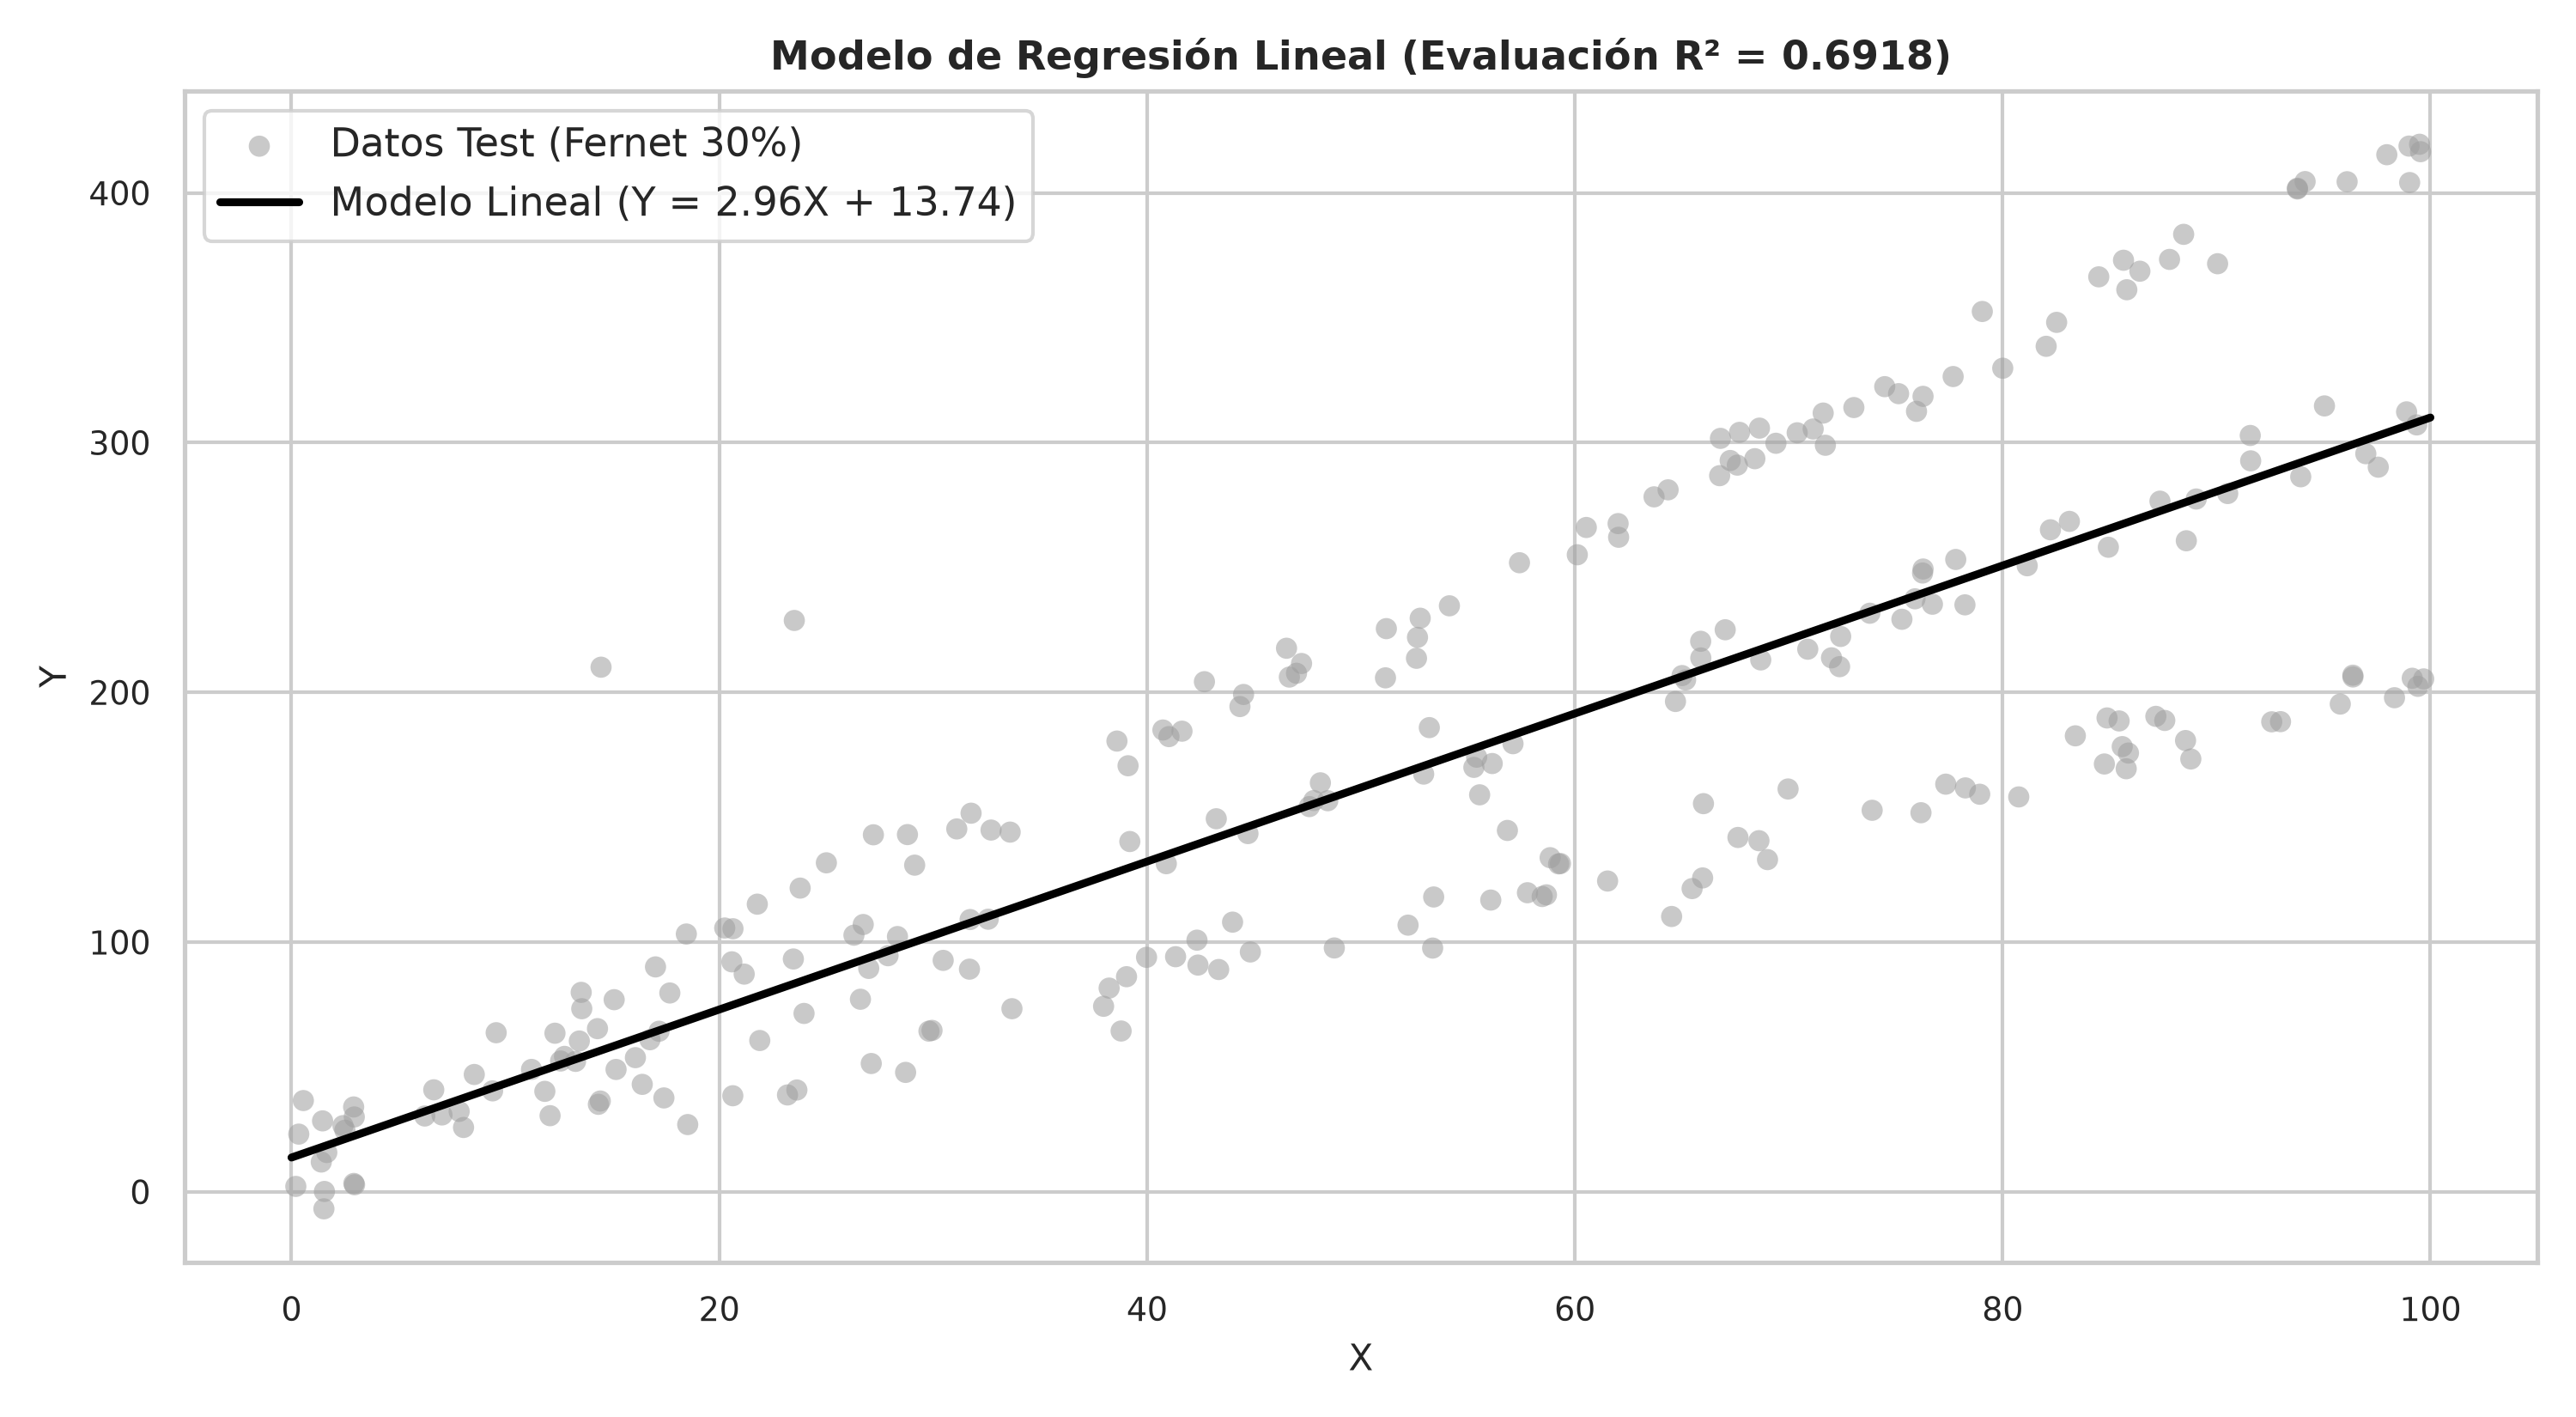 Modelo de Regresión Lineal (Evaluación R² = 0.6918)
Datos Test (Fernet 30%)
Modelo Lineal (Y = 2.96X + 13.74)
400
300
200
100
0
Y
0 20 40 60 80 100
X